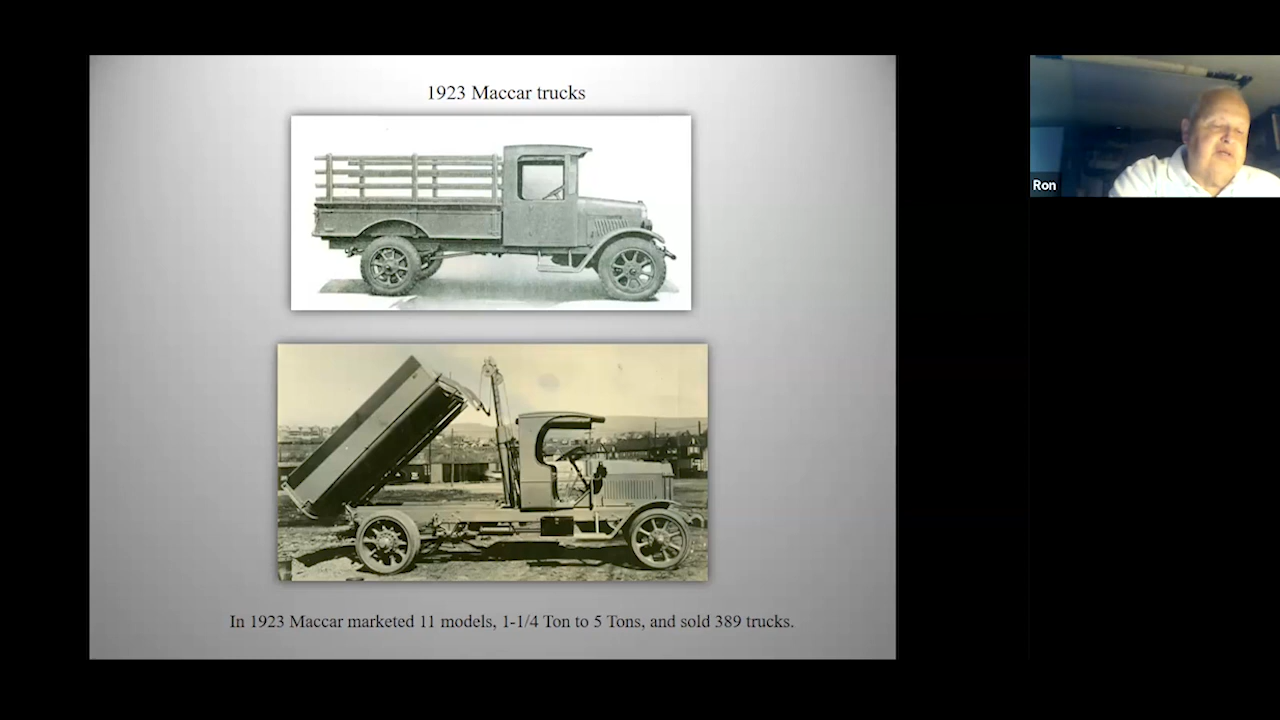 1923 Maccar trucks
Ron
In 1923 Maccar marketed 11 models, 1-1/4 Ton to 5 Tons, and sold 389 trucks.